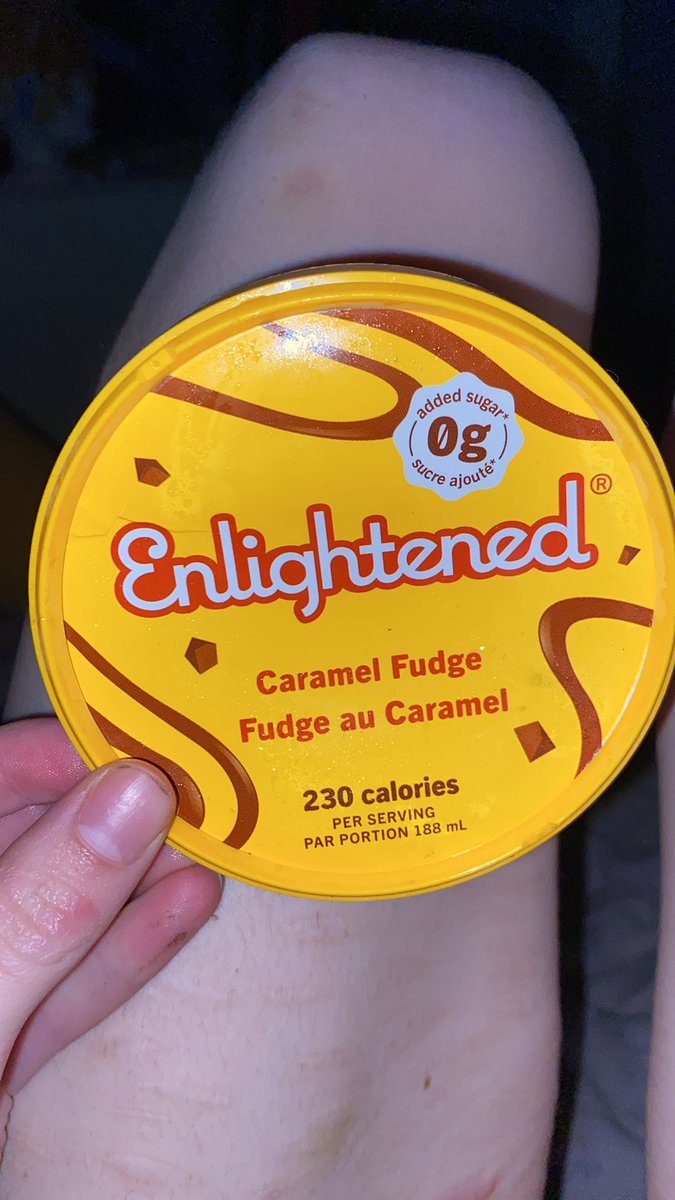 added sugar*
0g
sucre ajouté*
Enlightened®
Caramel Fudge
Fudge au Caramel
230 calories
PER SERVING
PAR PORTION 188 mL